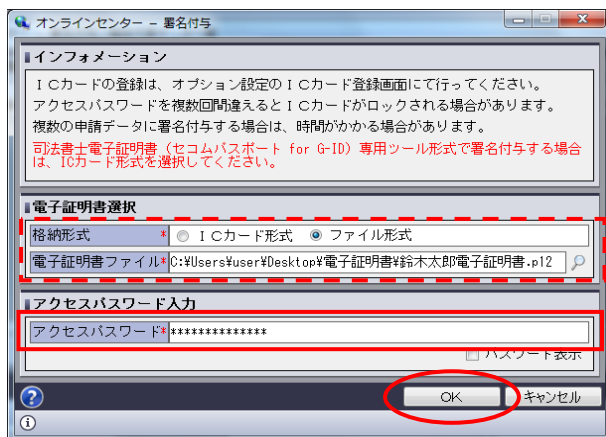 オンラインセンター － 署名付与
インフォメーション
ＩＣカードの登録は、オプション設定のＩＣカード登録画面にて行ってください。
アクセスパスワードを複数回間違えるとＩＣカードがロックされる場合があります。
複数の申請データに署名付与する場合は、時間がかかる場合があります。
司法書士電子証明書（セコムパスポート for G-ID）専用ツール形式で署名付与する場合
は、ICカード形式を選択してください。
電子証明書選択
格納形式 * ＩＣカード形式 ファイル形式
電子証明書ファイル* C:¥Users¥user¥Desktop¥電子証明書¥鈴木太郎電子証明書.p12
アクセスパスワード入力
アクセスパスワード* **************
パスワード表示
OK キャンセル